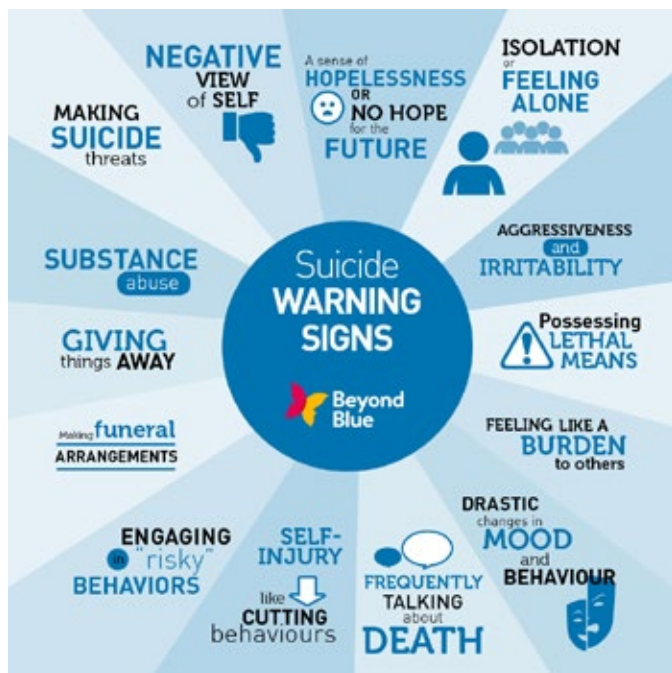 Suicide
WARNING
SIGNS
Beyond
Blue
A sense of
HOPELESSNESS
OR
NO HOPE
for the
FUTURE
ISOLATION
or
FEELING
ALONE
AGGRESSIVENESS
and
IRRITABILITY
Possessing
LETHAL
MEANS
FEELING LIKE A
BURDEN
to others
DRASTIC
changes in
MOOD
and
BEHAVIOUR
FREQUENTLY
TALKING
about
DEATH
SELF-
INJURY
like
CUTTING
behaviours
ENGAGING
in "risky"
BEHAVIORS
Making funeral
ARRANGEMENTS
GIVING
things AWAY
SUBSTANCE
abuse
MAKING
SUICIDE
threats
NEGATIVE
VIEW
of SELF